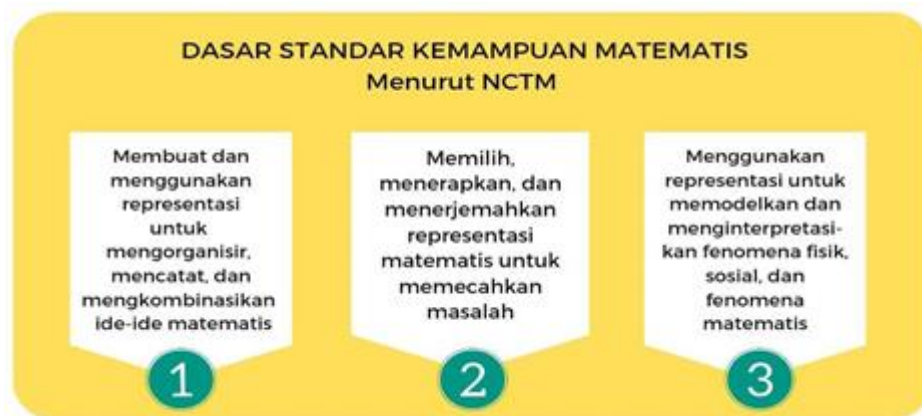 DASAR STANDAR KEMAMPUAN MATEMATIS
Menurut NCTM
Membuat dan
menggunakan
representasi
untuk
mengorganisir,
mencatat, dan
mengkombinasikan
ide-ide matematis
1
Memilih,
menerapkan, dan
menerjemahkan
representasi
matematis untuk
memecahkan
masalah
2
Menggunakan
representasi untuk
memodelkan dan
menginterpretasi-
kan fenomena fisik,
sosial, dan
fenomena
matematis
3